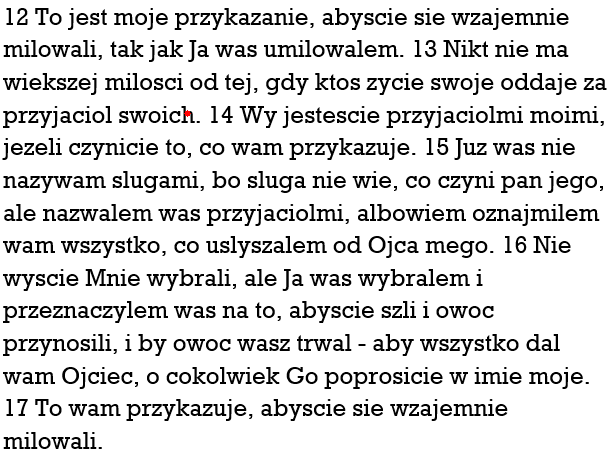 12 To jest moje przykazanie, abyscie sie wzajemnie
milowali, tak jak Ja was umilowalem. 13 Nikt nie ma
wiekszej milosci od tej, gdy ktos zycie swoje oddaje za
przyjaciol swoich. 14 Wy jestescie przyjaciolmi moimi,
jezeli czynicie to, co wam przykazuje. 15 Juz was nie
nazywam slugami, bo sluga nie wie, co czyni pan jego,
ale nazwalem was przyjaciolmi, albowiem oznajmilem
wam wszystko, co uslyszalem od Ojca mego. 16 Nie
wyscie Mnie wybrali, ale Ja was wybralem i
przeznaczylem was na to, abyscie szli i owoc
przynosili, i by owoc wasz trwal - aby wszystko dal
wam Ojciec, o cokolwiek Go poprosicie w imie moje.
17 To wam przykazuje, abyscie sie wzajemnie
milowali.